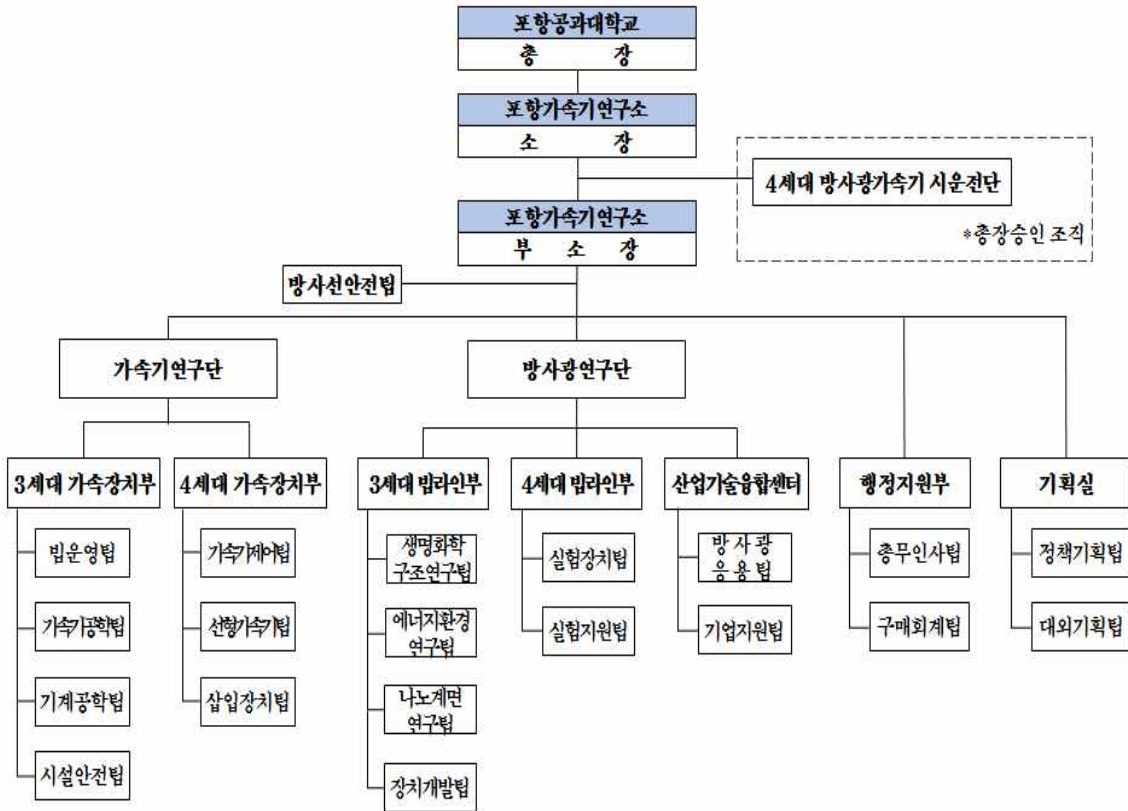 포항공과대학교
총 장
포항가속기연구소
소 장
4세대 방사광가속기 시운전단
*총장승인 조직
포항가속기연구소
부 소 장
방사선안전팀
가속기연구단
방사광연구단
3세대 가속장치부
4세대 가속장치부
3세대 빔라인부
4세대 빔라인부
산업기술융합센터
행정지원부
기획실
빔운영팀
가속기공학팀
기계공학팀
시설안전팀
가속기제어팀
선형가속기팀
삽입장치팀
생명화학
구조연구팀
에너지환경
연구팀
나노계면
연구팀
장치개발팀
실험장치팀
실험지원팀
방 사 광
응 용 팀
기업지원팀
총무인사팀
구매회계팀
정책기획팀
대외기획팀